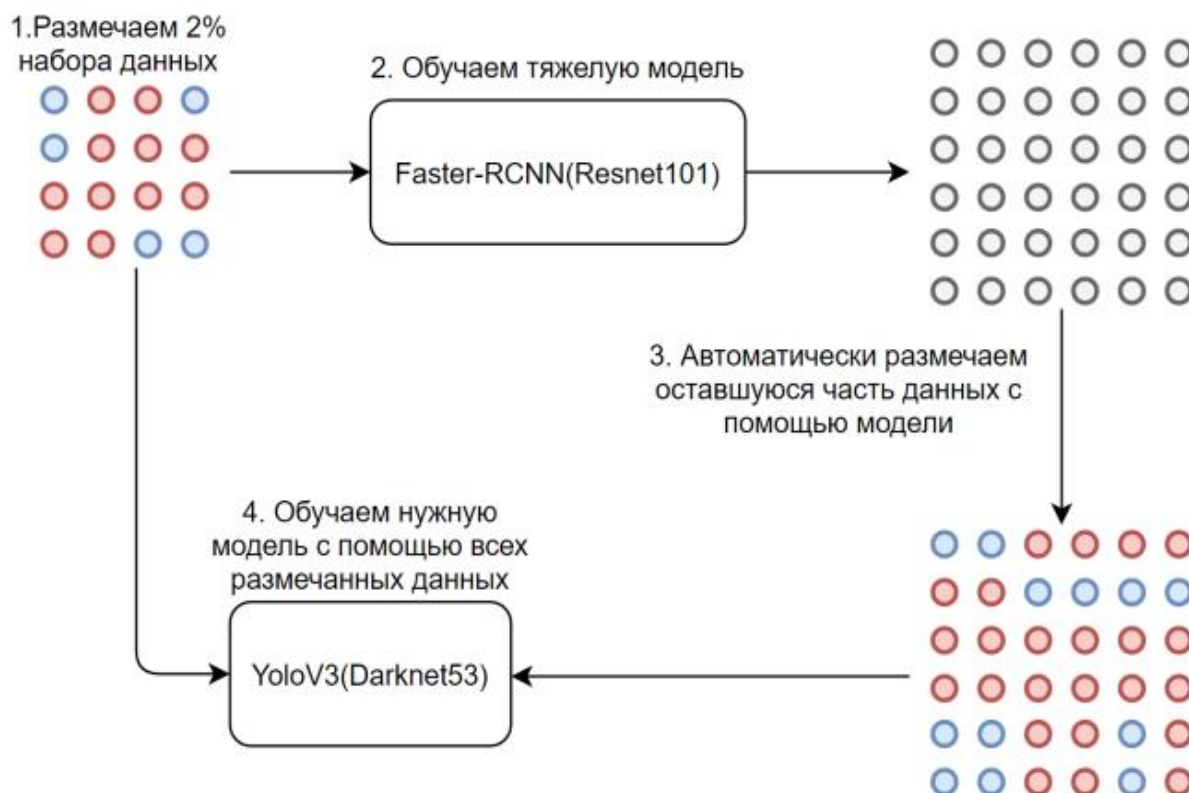 1.Размечаем 2%
набора данных
2. Обучаем тяжелую модель
Faster-RCNN(Resnet101)
3. Автоматически размечаем
оставшуюся часть данных с
помощью модели
4. Обучаем нужную
модель с помощью всех
размечанных данных
YoloV3(Darknet53)